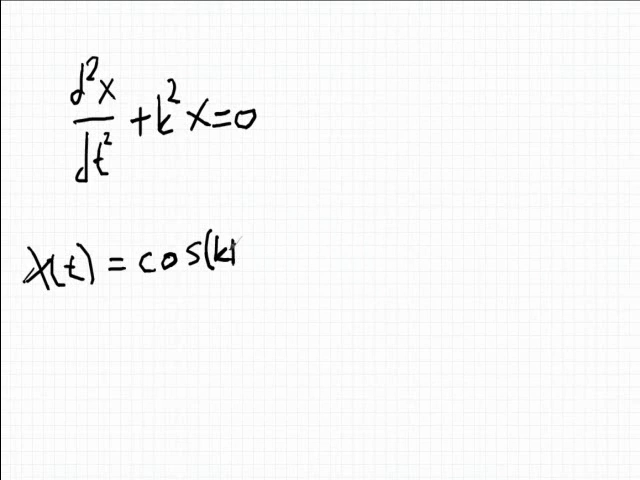 d²x/dt² + k²x = 0
x(t) = cos(k